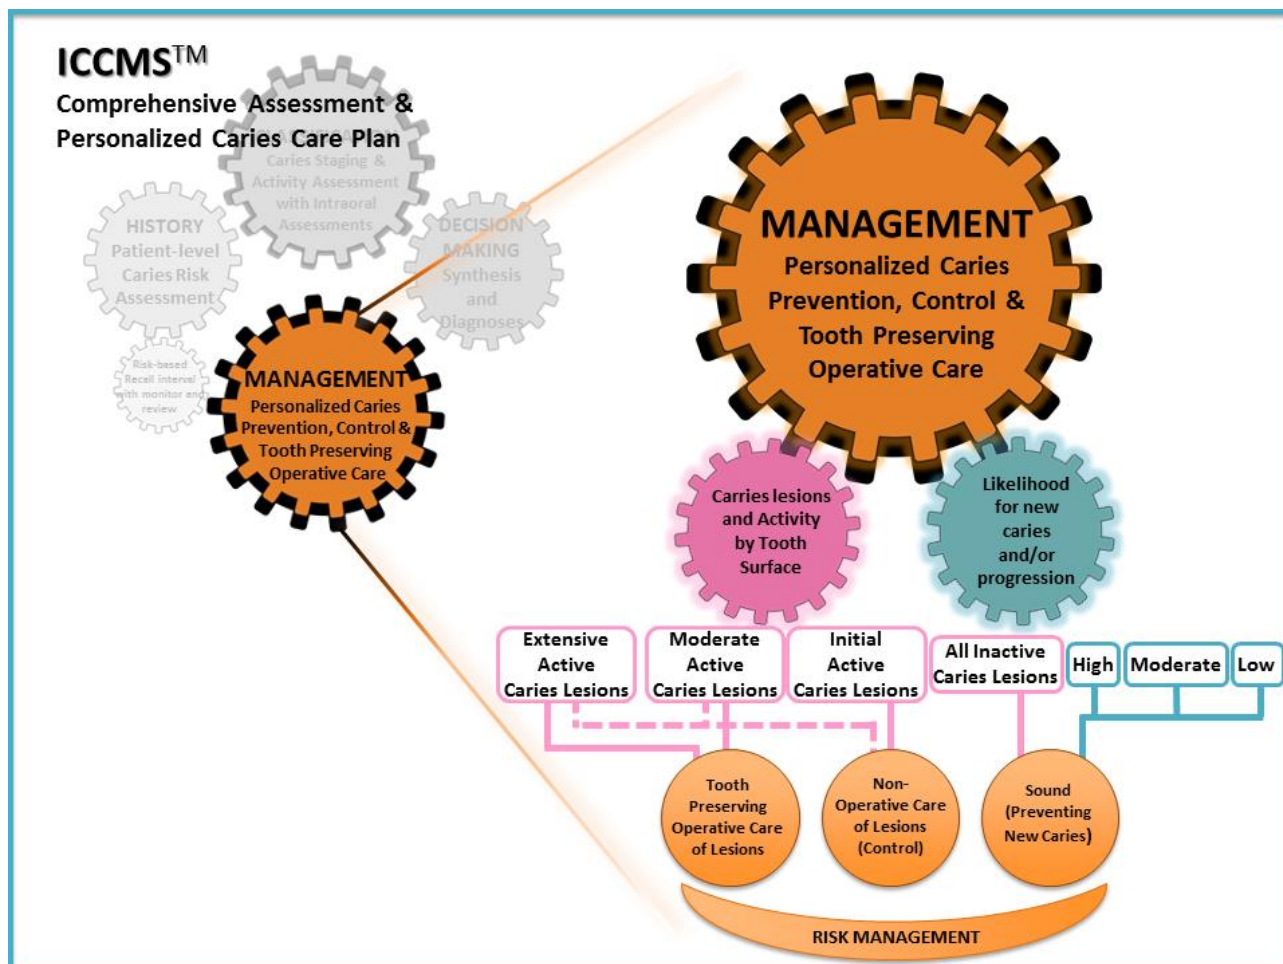 ICCMS™
Comprehensive Assessment &
Personalized Caries Care Plan
Caries Staging &
Activity Assessment
with Intraoral
Assessments
HISTORY
Patient-level
Caries Risk
Assessment
DECISION
MAKING
Synthesis
and
Diagnoses
Risk-based
Recall interval
with monitor and
review
MANAGEMENT
Personalized Caries
Prevention, Control &
Tooth Preserving
Operative Care
MANAGEMENT
Personalized Caries
Prevention, Control &
Tooth Preserving
Operative Care
Carries lesions
and Activity
by Tooth
Surface
Likelihood
for new
caries
and/or
progression
Extensive
Active
Caries Lesions
Moderate
Active
Caries Lesions
Initial
Active
Caries Lesions
All Inactive
Caries Lesions
High
Moderate
Low
Tooth
Preserving
Operative Care
of Lesions
Non-
Operative Care
of Lesions
(Control)
Sound
(Preventing
New Caries)
RISK MANAGEMENT